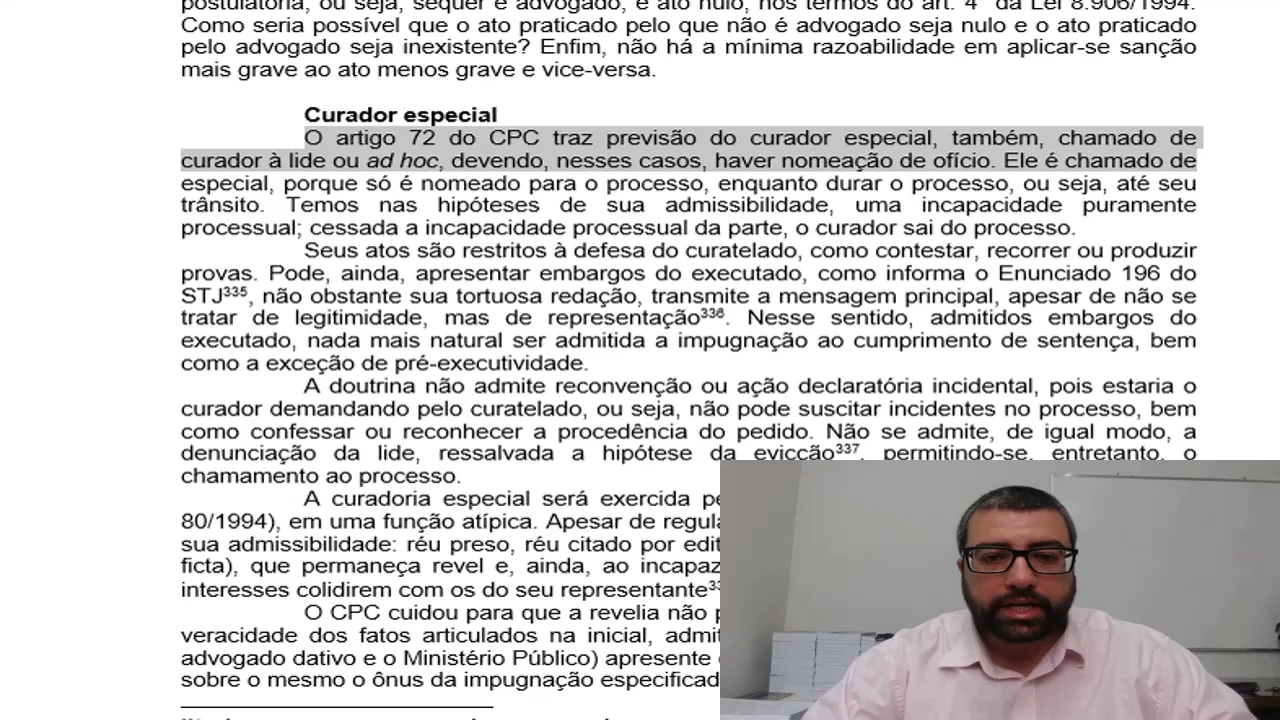 postulatória, ou seja, sequer é advogado, é ato nulo, nos termos do art. 4° da Lei 8.906/1994.
Como seria possível que o ato praticado pelo que não é advogado seja nulo e o ato praticado
pelo advogado seja inexistente? Enfim, não há a mínima razoabilidade em aplicar-se sanção
mais grave ao ato menos grave e vice-versa.
Curador especial
O artigo 72 do CPC traz previsão do curador especial, também, chamado de
curador à lide ou ad hoc, devendo, nesses casos, haver nomeação de ofício. Ele é chamado de
especial, porque só é nomeado para o processo, enquanto durar o processo, ou seja, até seu
trânsito. Temos nas hipóteses de sua admissibilidade, uma incapacidade puramente
processual; cessada a incapacidade processual da parte, o curador sai do processo.
Seus atos são restritos à defesa do curatelado, como contestar, recorrer ou produzir
provas. Pode, ainda, apresentar embargos do executado, como informa o Enunciado 196 do
STJ³³⁵, não obstante sua tortuosa redação, transmite a mensagem principal, apesar de não se
tratar de legitimidade, mas de representação³³⁶. Nesse sentido, admitidos embargos do
executado, nada mais natural ser admitida a impugnação ao cumprimento de sentença, bem
como a exceção de pré-executividade.
A doutrina não admite reconvenção ou ação declaratória incidental, pois estaria o
curador demandando pelo curatelado, ou seja, não pode suscitar incidentes no processo, bem
como confessar ou reconhecer a procedência do pedido. Não se admite, de igual modo, a
denunciação da lide, ressalvada a hipótese da evicção³³⁷, permitindo-se, entretanto, o
chamamento ao processo.
A curadoria especial será exercida
80/1994), em uma função atípica. Apesar de
sua admissibilidade: réu preso, réu citado por
ficta), que permaneça revel e, ainda, ao
interesses colidirem com os do seu representante
O CPC cuidou para que a revelia não
veracidade dos fatos articulados na inicial,
advogado dativo e o Ministério Público) apresente
sobre o mesmo o ônus da impugnação